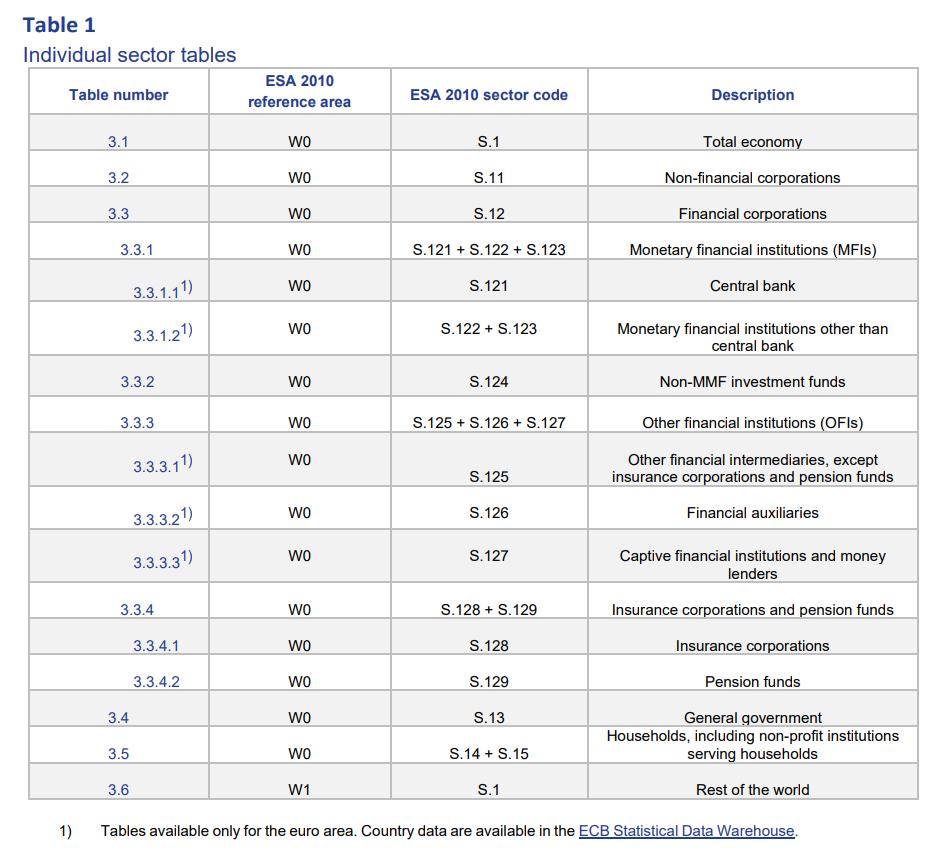 Table 1
Individual sector tables
Table number ESA 2010 reference area ESA 2010 sector code Description
3.1 W0 S.1 Total economy
3.2 W0 S.11 Non-financial corporations
3.3 W0 S.12 Financial corporations
3.3.1 W0 S.121 + S.122 + S.123 Monetary financial institutions (MFIs)
3.3.1.1 1) W0 S.121 Central bank
3.3.1.2 1) W0 S.122 + S.123 Monetary financial institutions other than
central bank
3.3.2 W0 S.124 Non-MMF investment funds
3.3.3 W0 S.125 + S.126 + S.127 Other financial institutions (OFIs)
3.3.3.1 1) W0 S.125 Other financial intermediaries, except
insurance corporations and pension funds
3.3.3.2 1) W0 S.126 Financial auxiliaries
3.3.3.3 1) W0 S.127 Captive financial institutions and money
lenders
3.3.4 W0 S.128 + S.129 Insurance corporations and pension funds
3.3.4.1 W0 S.128 Insurance corporations
3.3.4.2 W0 S.129 Pension funds
3.4 W0 S.13 General government
3.5 W0 S.14 + S.15 Households, including non-profit institutions
serving households
3.6 W1 S.1 Rest of the world
1) Tables available only for the euro area. Country data are available in the ECB Statistical Data Warehouse.